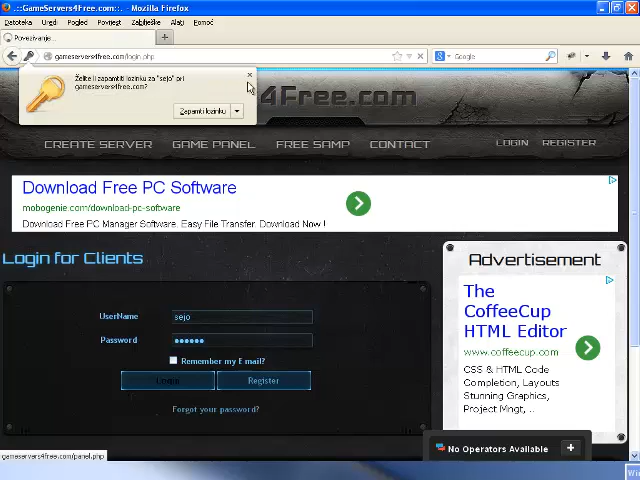 .::GameServers4Free.com::. - Mozilla Firefox
Datoteka Uredi Pogled Povijest Zabilješke Alati Pomoć
Povezivanje...
gameservers4free.com/login.php
Google
Želite li zapamtiti lozinku za "sejo" pri
gameservers4free.com?
Zapamti lozinku
4Free.com
CREATE SERVER GAME PANEL FREE SAMP CONTACT LOGIN REGISTER
Download Free PC Software
mobogenie.com/download-pc-software
Download Free PC Manager Software. Easy File Transfer. Download Now !
Login for Clients
Advertisement
The
CoffeeCup
HTML Editor
www.coffeecup.com
CSS & HTML Code
Completion, Layouts
Stunning Graphics,
Project Mngt, ..
UserName sejo
Password ••••••
Remember my E mail?
Login Register
Forgot your password?
No Operators Available +
gameservers4free.com/panel.php